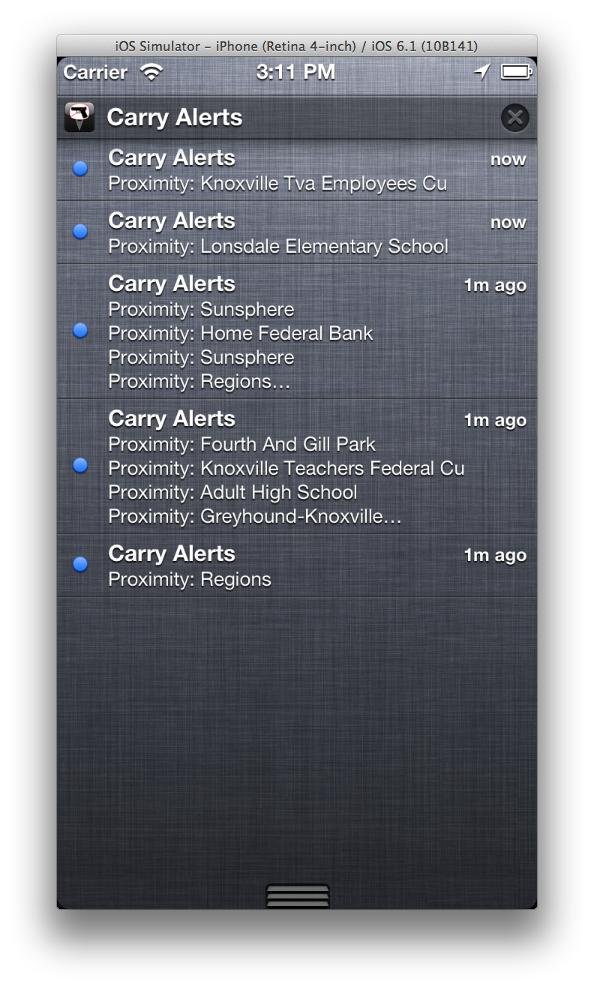 iOS Simulator – iPhone (Retina 4-inch) / iOS 6.1 (10B141)
Carrier 3:11 PM
Carry Alerts
Carry Alerts now
Proximity: Knoxville Tva Employees Cu
Carry Alerts now
Proximity: Lonsdale Elementary School
Carry Alerts 1m ago
Proximity: Sunsphere
Proximity: Home Federal Bank
Proximity: Sunsphere
Proximity: Regions…
Carry Alerts 1m ago
Proximity: Fourth And Gill Park
Proximity: Knoxville Teachers Federal Cu
Proximity: Adult High School
Proximity: Greyhound-Knoxville…
Carry Alerts 1m ago
Proximity: Regions